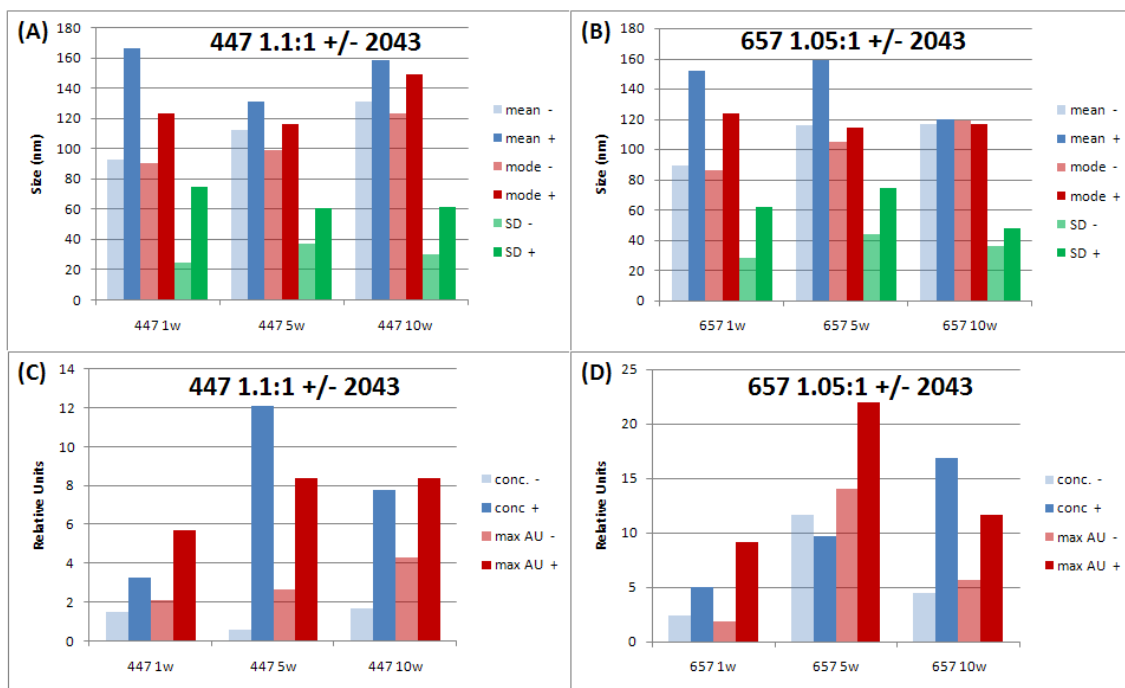 (A)
447 1.1:1 +/- 2043
180
160
140
120
100
80
60
40
20
0
Size (nm)
447 1w
447 5w
447 10w
mean -
mean +
mode -
mode +
SD -
SD +
(B)
657 1.05:1 +/- 2043
180
160
140
120
100
80
60
40
20
0
Size (nm)
657 1w
657 5w
657 10w
mean -
mean +
mode -
mode +
SD -
SD +
(C)
447 1.1:1 +/- 2043
14
12
10
8
6
4
2
0
Relative Units
447 1w
447 5w
447 10w
conc. -
conc +
max AU -
max AU +
(D)
657 1.05:1 +/- 2043
25
20
15
10
5
0
Relative Units
657 1w
657 5w
657 10w
conc. -
conc +
max AU -
max AU +